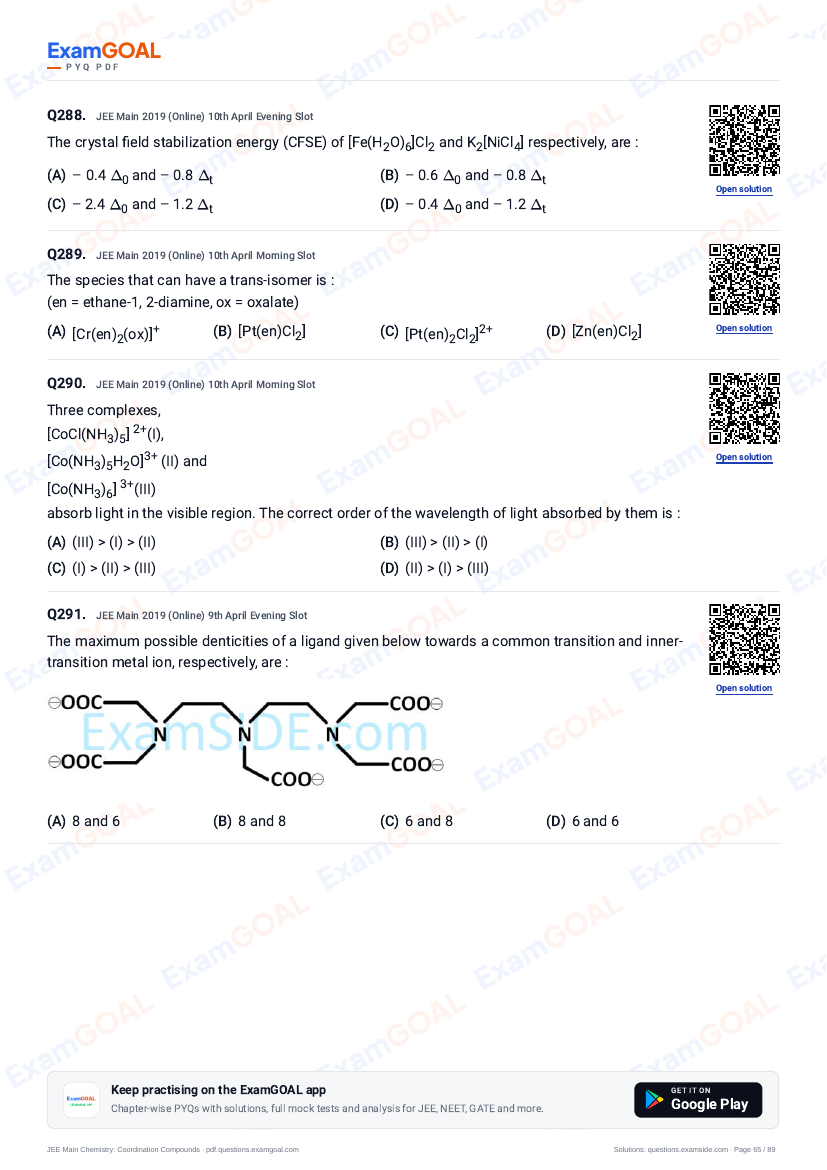 ExamGOAL
PYQ PDF
Q288. JEE Main 2019 (Online) 10th April Evening Slot
The crystal field stabilization energy (CFSE) of [Fe(H₂O)₆]Cl₂ and K₂[NiCl₄] respectively, are :
(A) − 0.4 Δ₀ and − 0.8 Δₜ (B) − 0.6 Δ₀ and − 0.8 Δₜ
(C) − 2.4 Δ₀ and − 1.2 Δₜ (D) − 0.4 Δ₀ and − 1.2 Δₜ
Open solution
Q289. JEE Main 2019 (Online) 10th April Morning Slot
The species that can have a trans-isomer is :
(en = ethane-1, 2-diamine, ox = oxalate)
(A) [Cr(en)₂(ox)]⁺ (B) [Pt(en)Cl₂] (C) [Pt(en)₂Cl₂]²⁺ (D) [Zn(en)Cl₂]
Open solution
Q290. JEE Main 2019 (Online) 10th April Morning Slot
Three complexes,
[CoCl(NH₃)₅] ²⁺(I),
[Co(NH₃)₅H₂O]³⁺ (II) and
[Co(NH₃)₆] ³⁺(III)
absorb light in the visible region. The correct order of the wavelength of light absorbed by them is :
(A) (III) > (I) > (II) (B) (III) > (II) > (I)
(C) (I) > (II) > (III) (D) (II) > (I) > (III)
Open solution
Q291. JEE Main 2019 (Online) 9th April Evening Slot
The maximum possible denticities of a ligand given below towards a common transition and inner-
transition metal ion, respectively, are :
Open solution
⊖OOC COO⊖
ExamSIDE.com
N N N
⊖OOC COO⊖
COO⊖
(A) 8 and 6 (B) 8 and 8 (C) 6 and 8 (D) 6 and 6
ExamGOAL
Keep practising on the ExamGOAL app
Chapter-wise PYQs with solutions, full mock tests and analysis for JEE, NEET, GATE and more.
GET IT ON
Google Play
JEE Main Chemistry: Coordination Compounds · pdf.questions.examgoal.com Solutions: questions.examside.com · Page 65 / 89